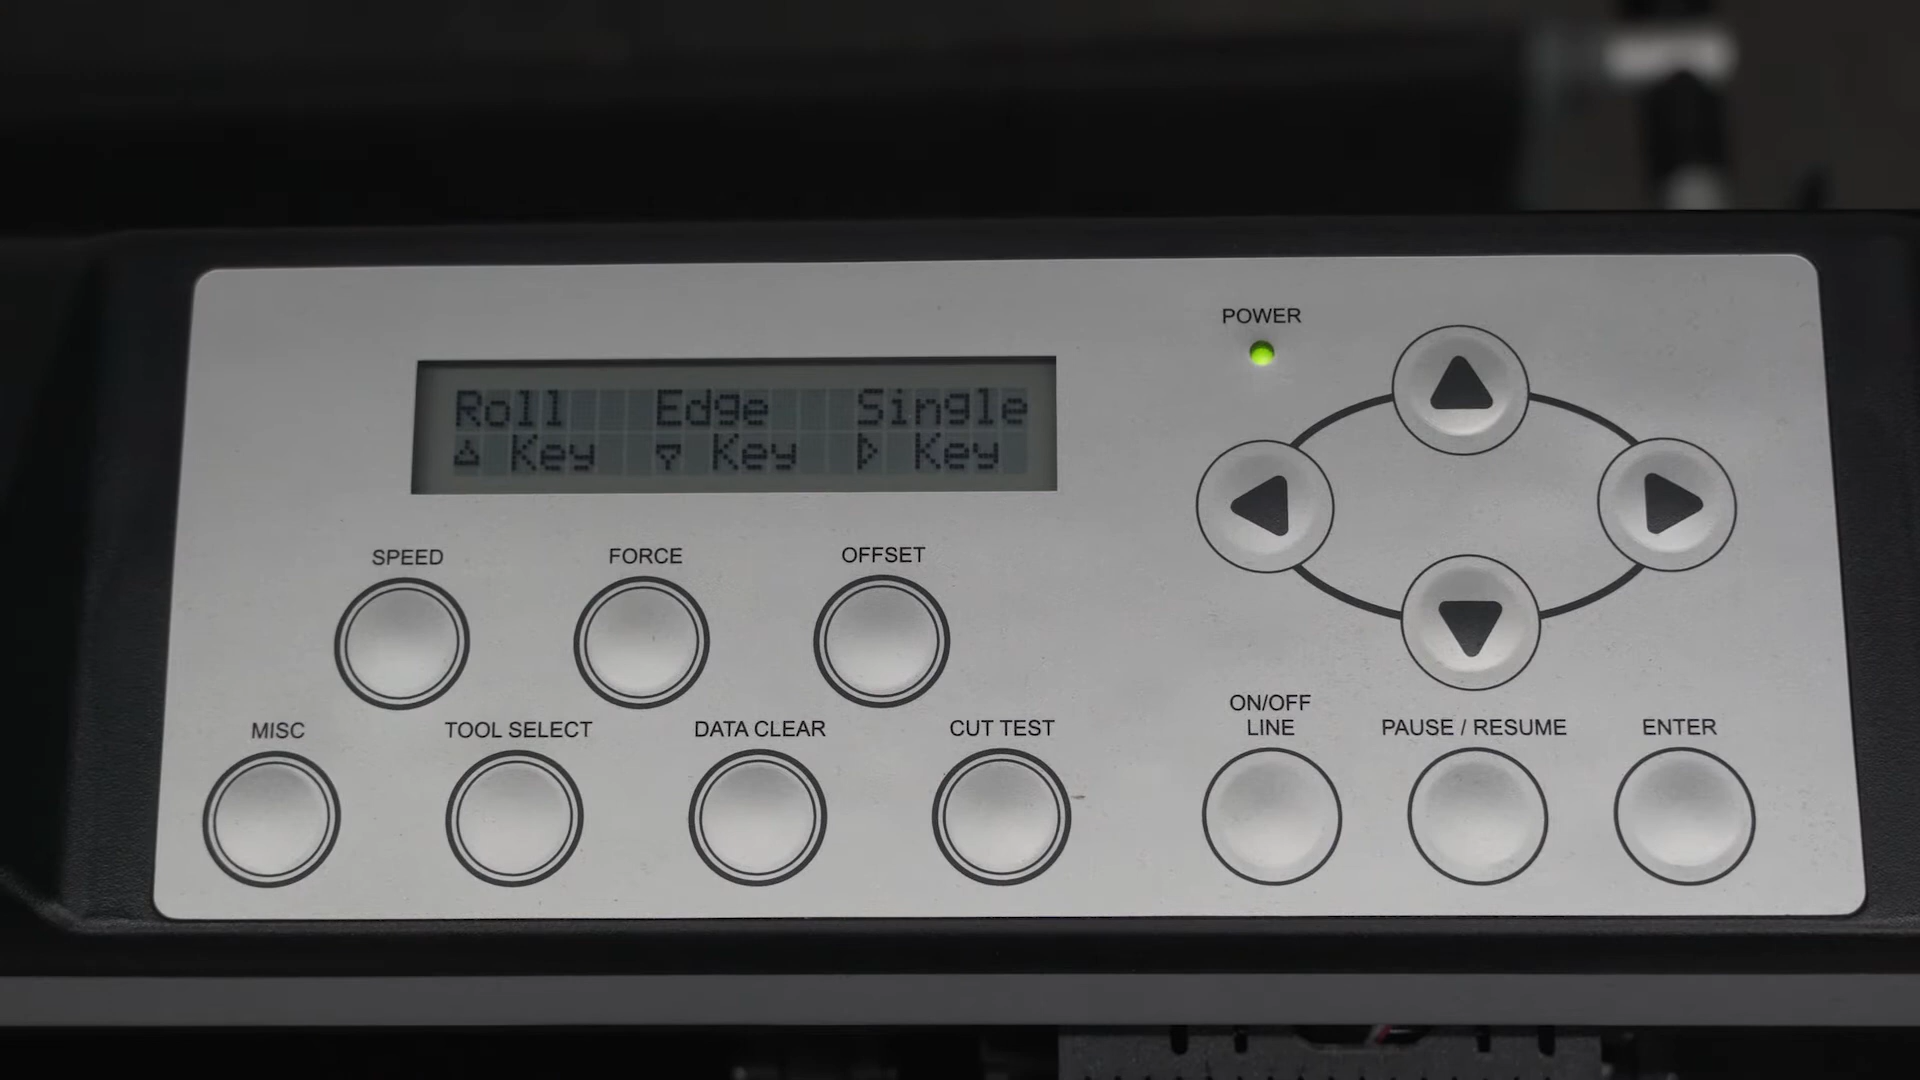 POWER
Roll Edge Single
△ Key ▽ Key ▷ Key
SPEED FORCE OFFSET
MISC TOOL SELECT DATA CLEAR CUT TEST
ON/OFF
LINE
PAUSE / RESUME
ENTER